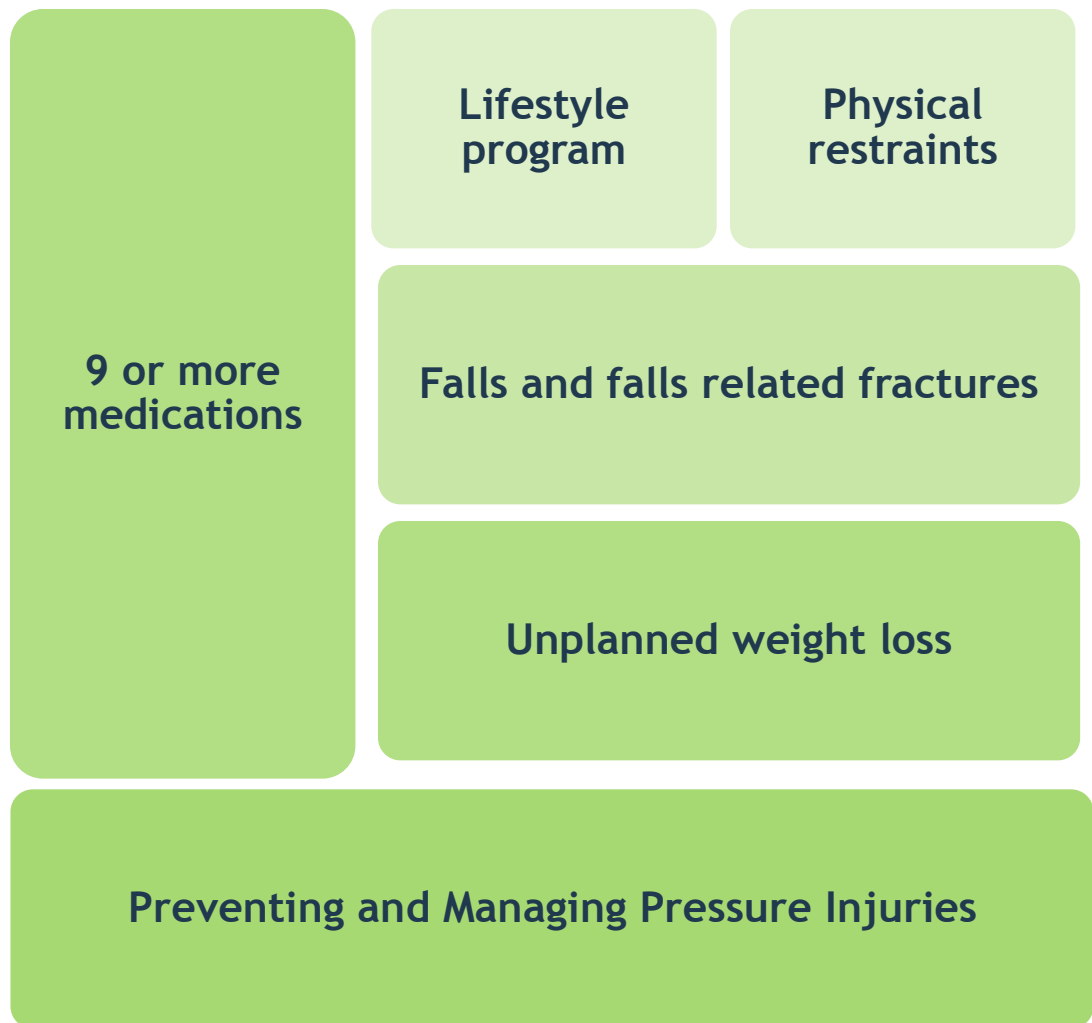 9 or more
medications
Lifestyle
program
Physical
restraints
Falls and falls related fractures
Unplanned weight loss
Preventing and Managing Pressure Injuries